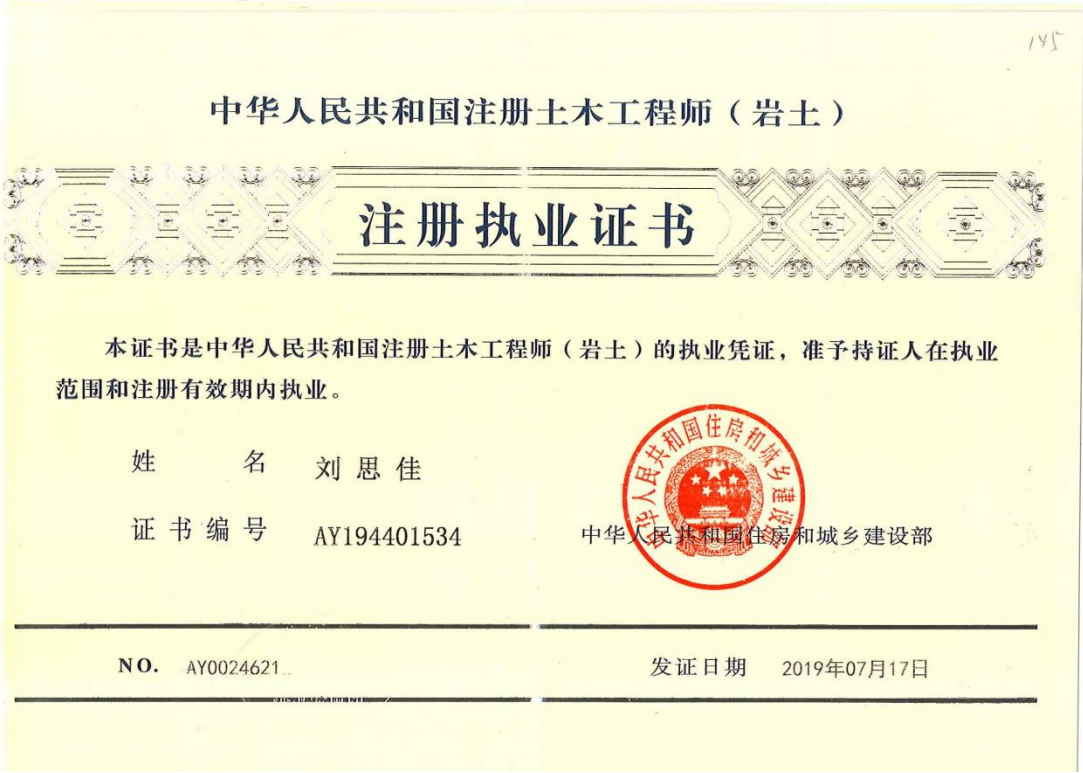 145
中华人民共和国注册土木工程师（岩土）
注册执业证书
本证书是中华人民共和国注册土木工程师（岩土）的执业凭证，准予持证人在执业
范围和注册有效期内执业。
姓 名 刘思佳
证书编号 AY194401534
中华人民共和国住房和城乡建设部
中华人民共和国住房和城乡建设部
NO. AY0024621
发证日期 2019年07月17日